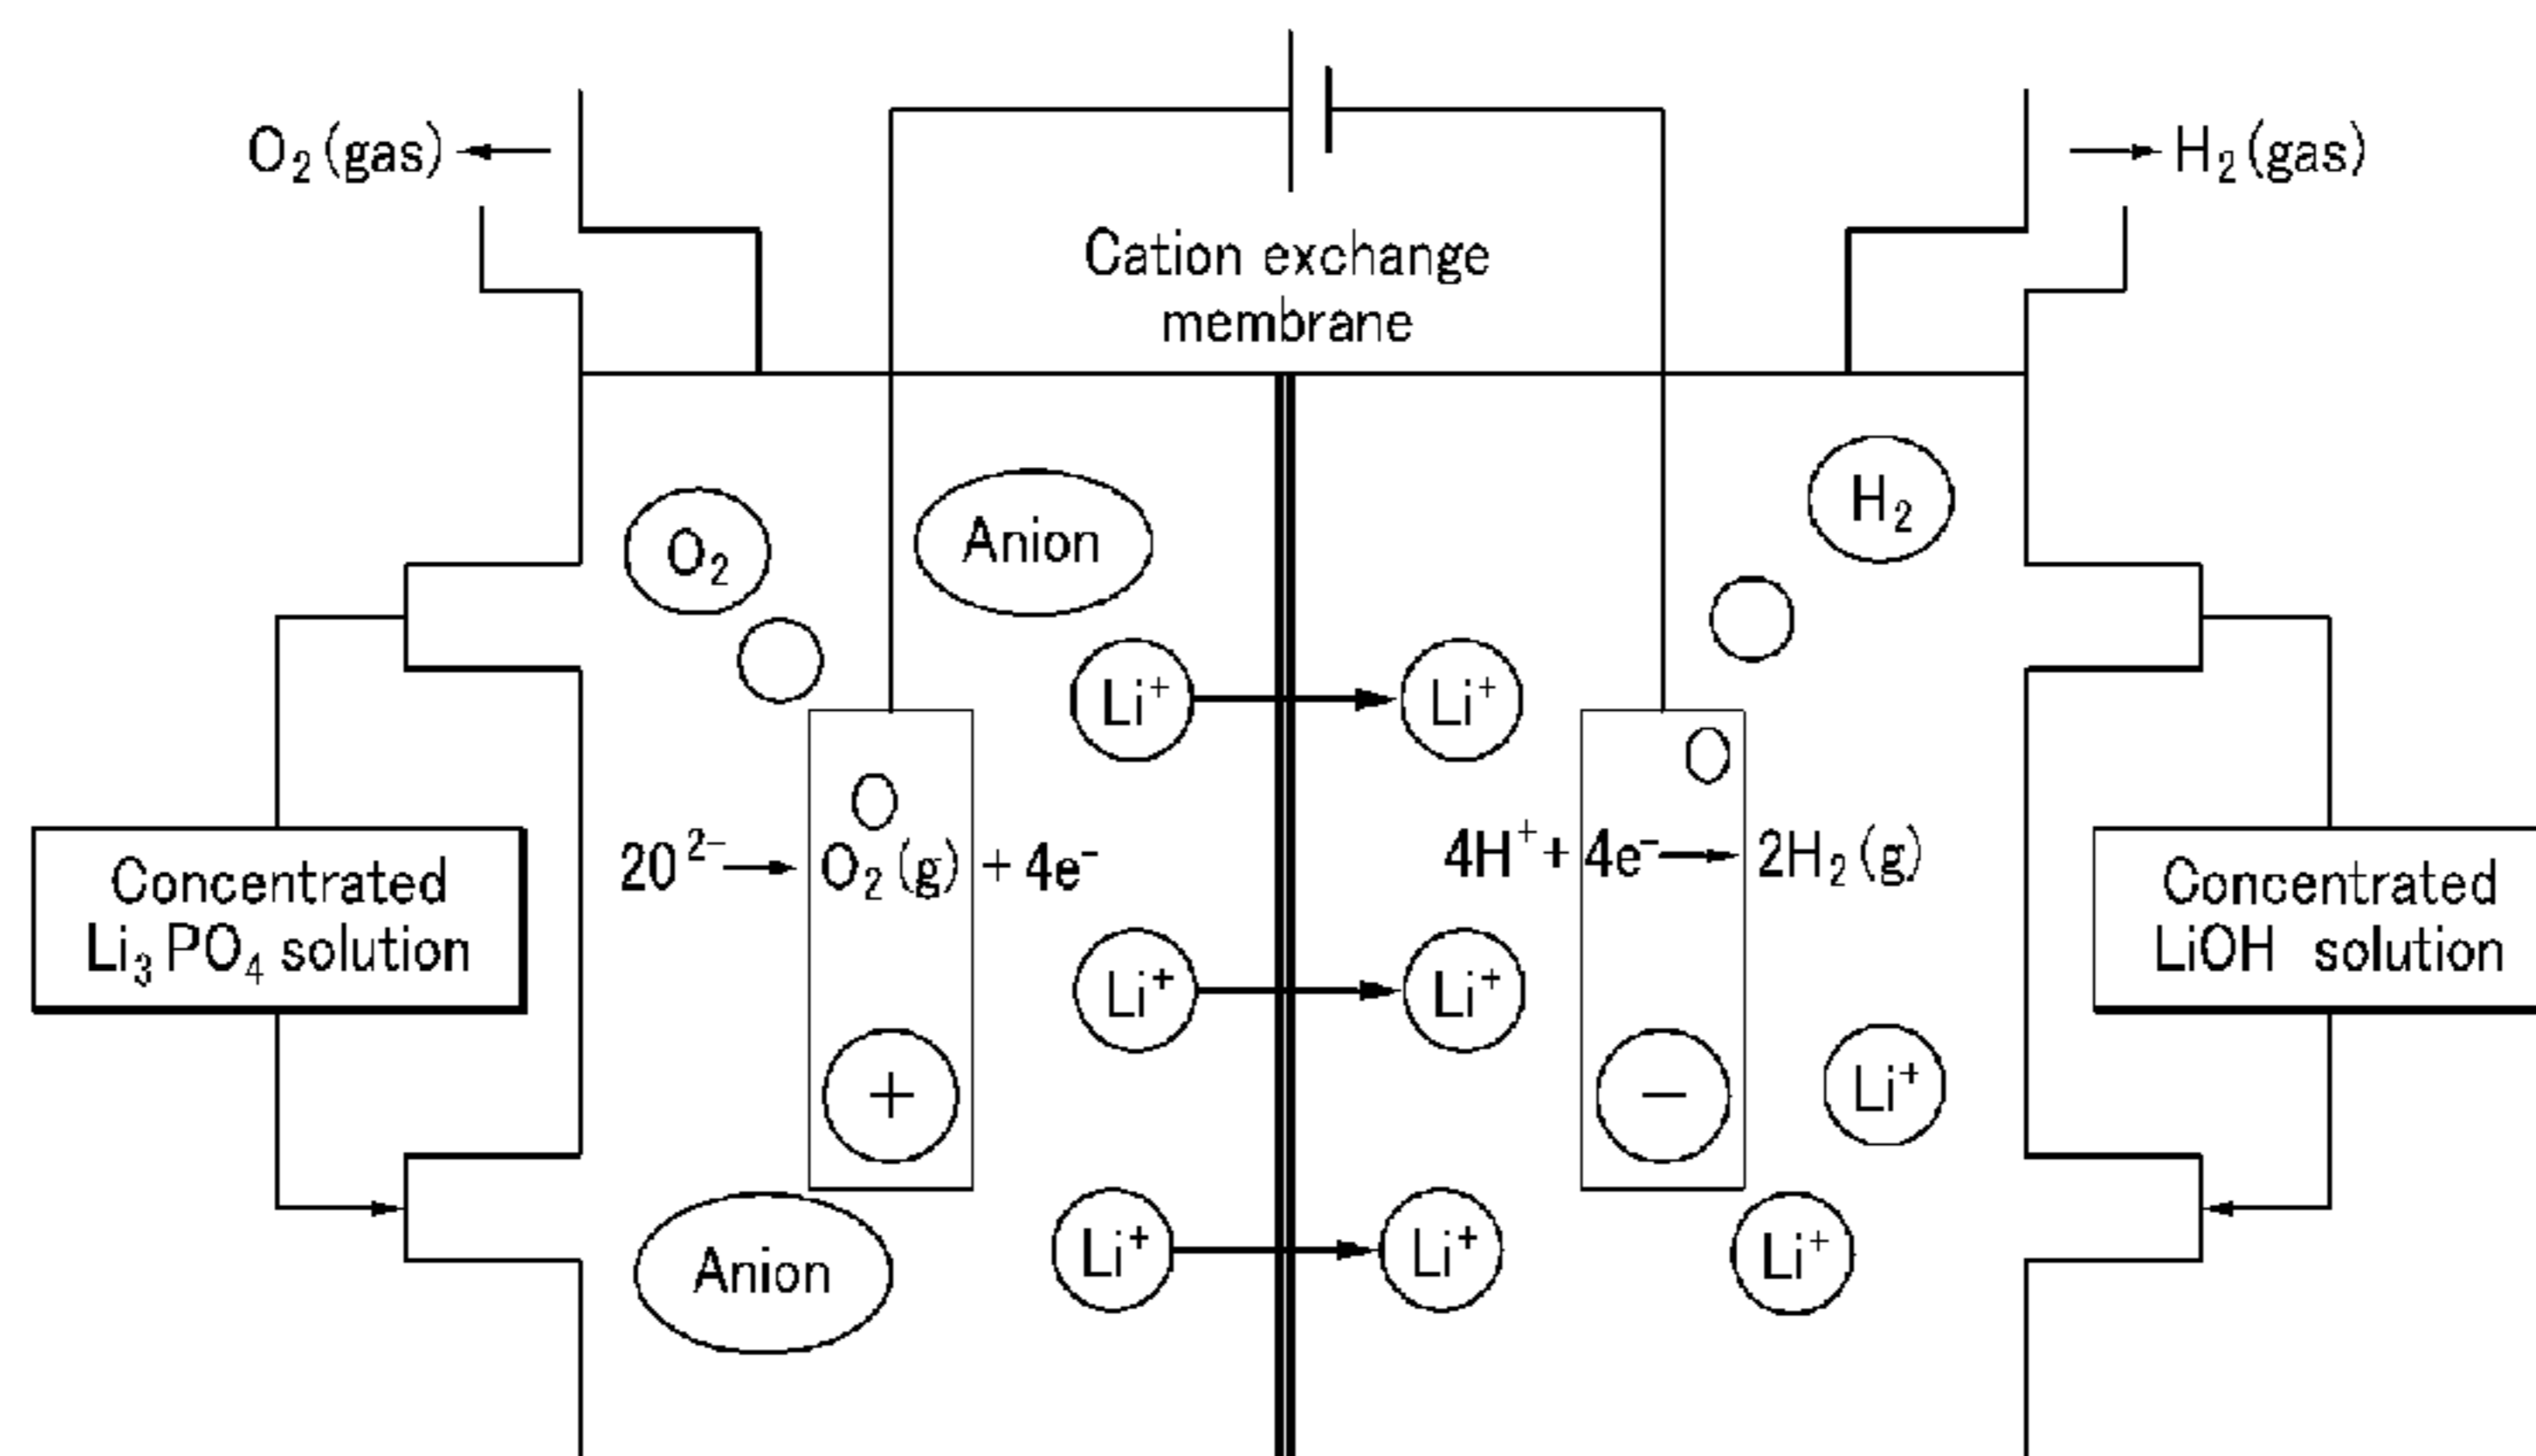 O₂(gas)
H₂(gas)
Cation exchange
membrane
O₂
Anion
H₂
Li⁺
Li⁺
2O²⁻ → O₂(g) + 4e⁻
4H⁺ + 4e⁻ → 2H₂(g)
Concentrated
Li₃PO₄ solution
Concentrated
LiOH solution
Li⁺
Li⁺
+
−
Li⁺
Anion
Li⁺
Li⁺
Li⁺